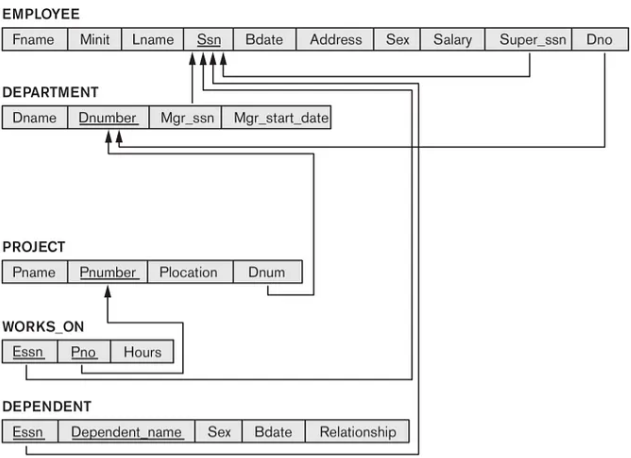 EMPLOYEE
Fname Minit Lname Ssn Bdate Address Sex Salary Super_ssn Dno
DEPARTMENT
Dname Dnumber Mgr_ssn Mgr_start_date
PROJECT
Pname Pnumber Plocation Dnum
WORKS_ON
Essn Pno Hours
DEPENDENT
Essn Dependent_name Sex Bdate Relationship